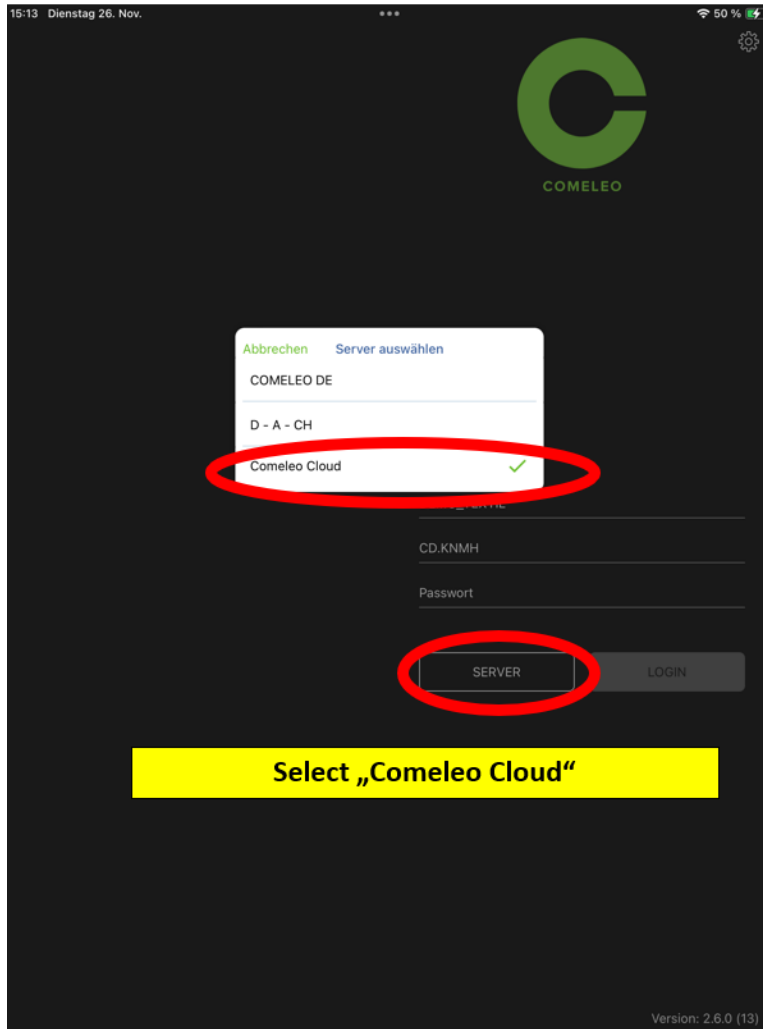 15:13 Dienstag 26. Nov.
50 %
COMELEO
Abbrechen Server auswählen
COMELEO DE
D - A - CH
Comeleo Cloud
CD.KNMH
Passwort
SERVER LOGIN
Select „Comeleo Cloud“
Version: 2.6.0 (13)